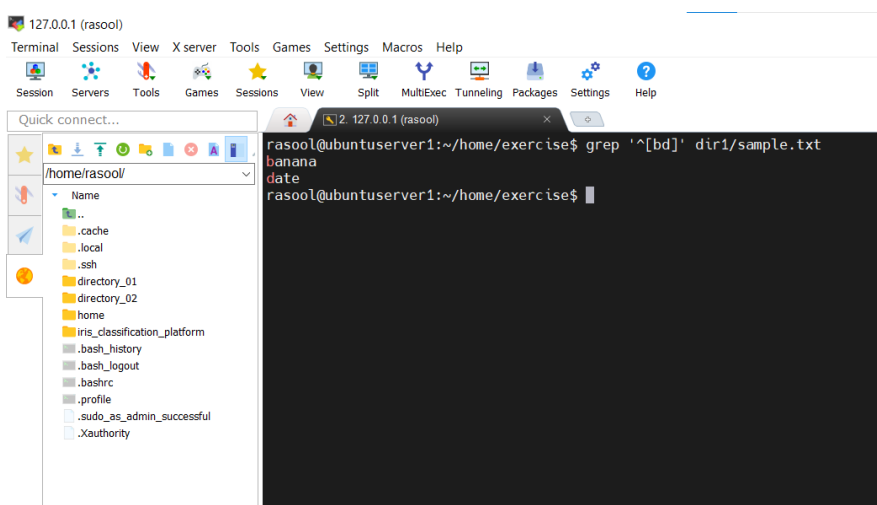 127.0.0.1 (rasool)
Terminal Sessions View X server Tools Games Settings Macros Help
Session Servers Tools Games Sessions View Split MultiExec Tunneling Packages Settings Help
Quick connect...
2. 127.0.0.1 (rasool)
/home/rasool/
Name
..
.cache
.local
.ssh
directory_01
directory_02
home
iris_classification_platform
.bash_history
.bash_logout
.bashrc
.profile
.sudo_as_admin_successful
.Xauthority
rasool@ubuntuserver1:~/home/exercise$ grep '^[bd]' dir1/sample.txt
banana
date
rasool@ubuntuserver1:~/home/exercise$